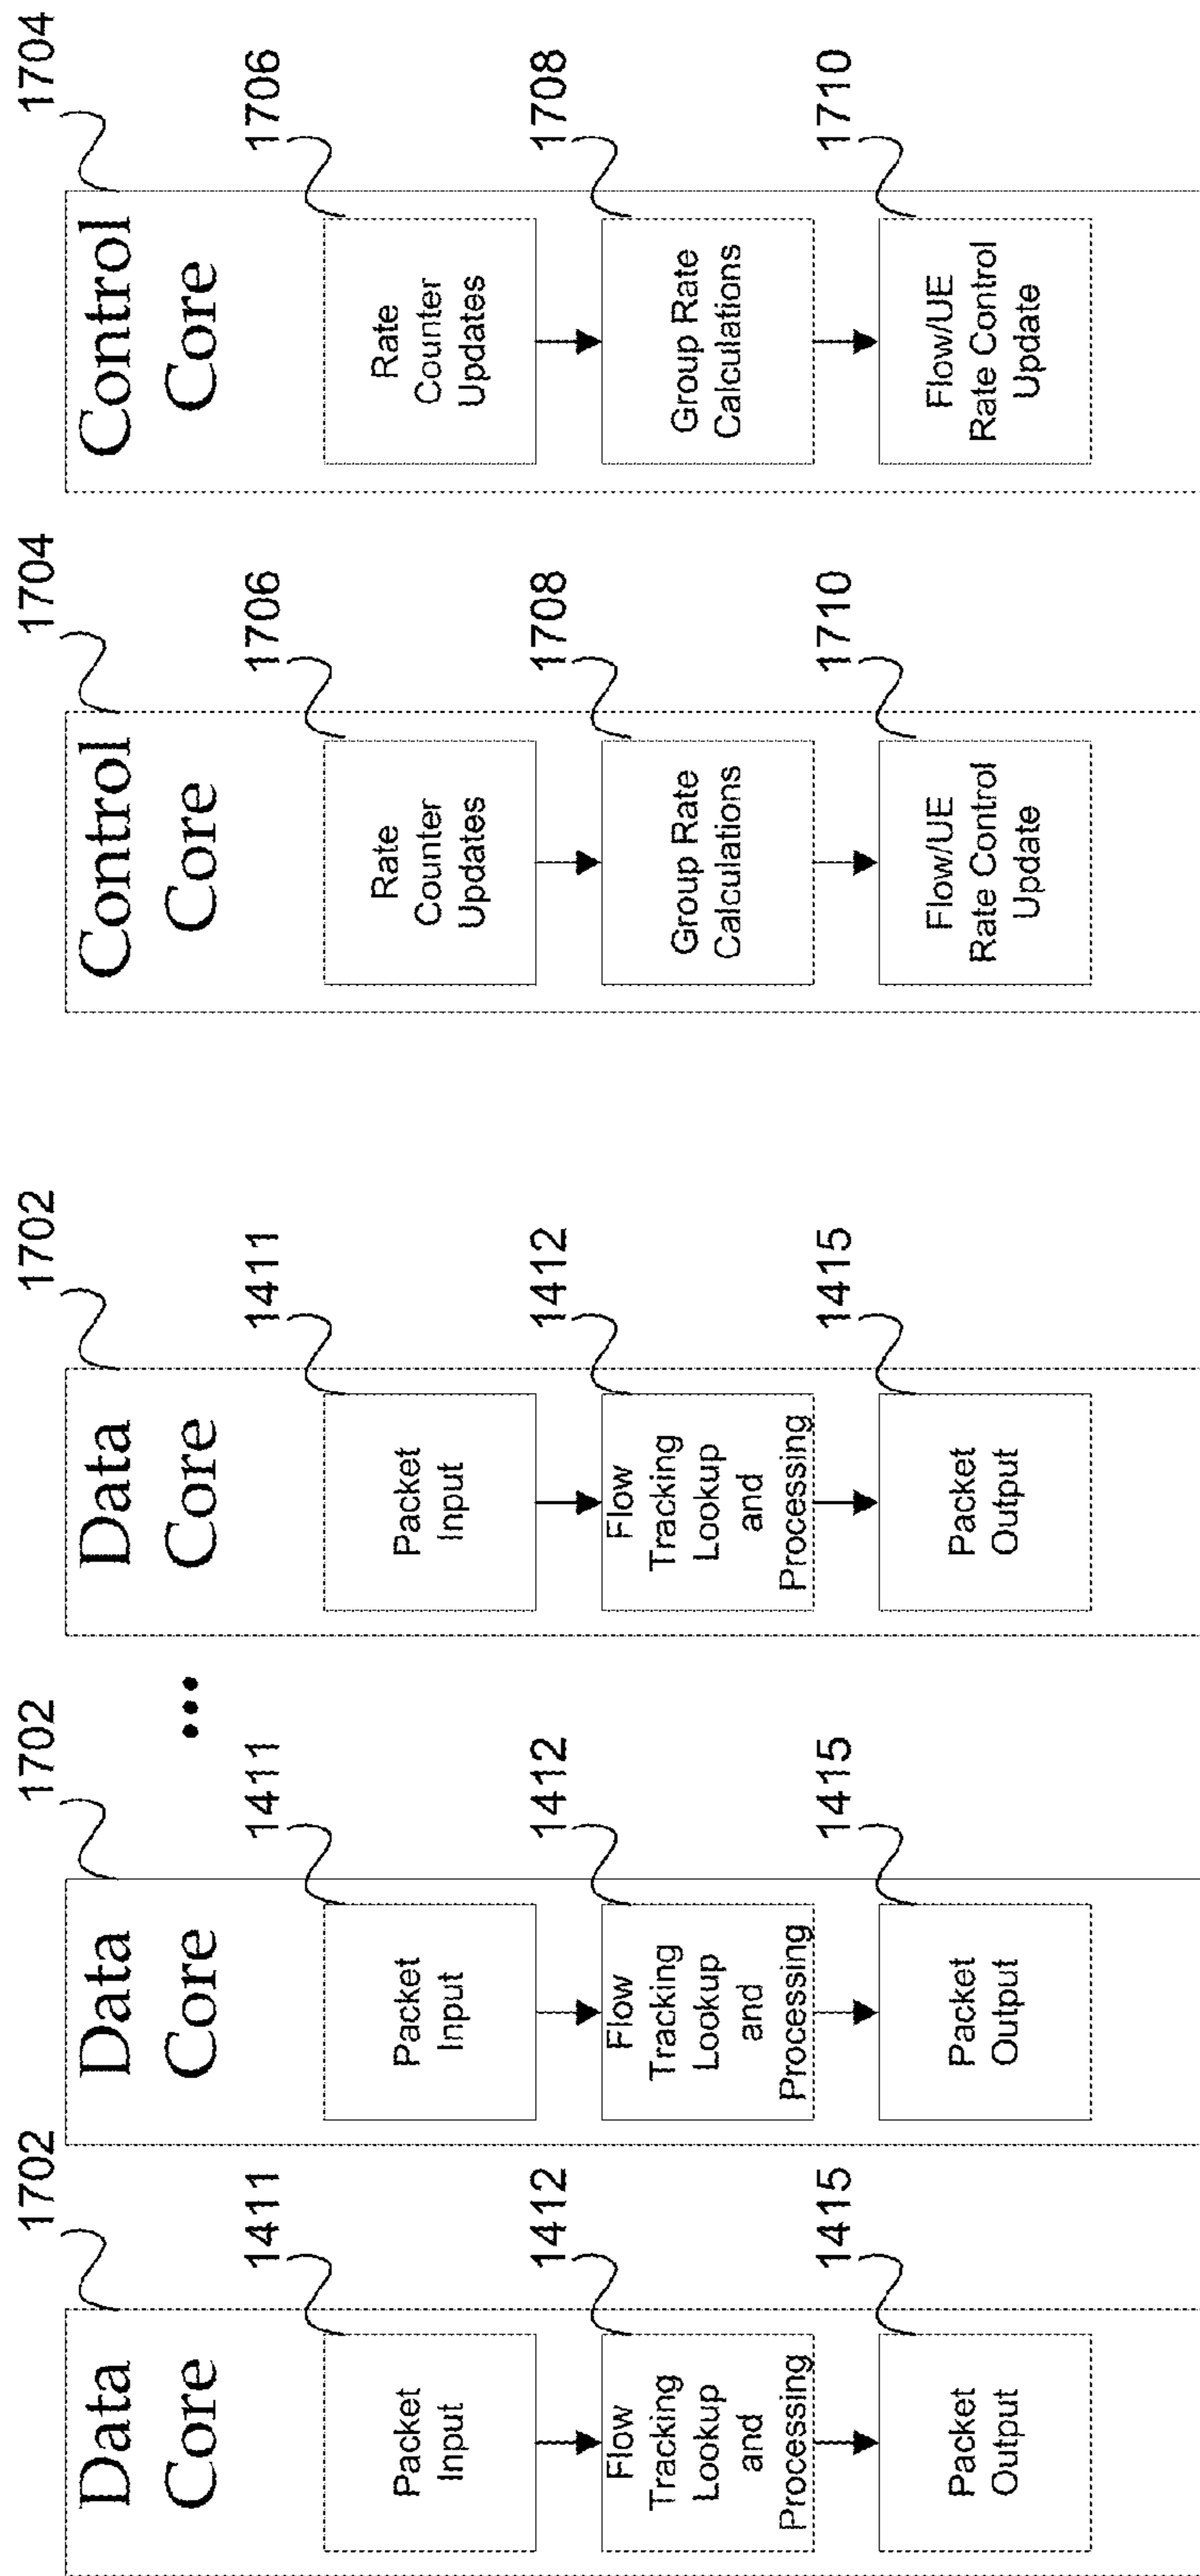 1702
Data
Core
1411
Packet
Input
1412
Flow
Tracking
Lookup
and
Processing
1415
Packet
Output
1702
Data
Core
1411
Packet
Input
1412
Flow
Tracking
Lookup
and
Processing
1415
Packet
Output
...
1702
Data
Core
1411
Packet
Input
1412
Flow
Tracking
Lookup
and
Processing
1415
Packet
Output
1704
Control
Core
1706
Rate
Counter
Updates
1708
Group Rate
Calculations
1710
Flow/UE
Rate Control
Update
1704
Control
Core
1706
Rate
Counter
Updates
1708
Group Rate
Calculations
1710
Flow/UE
Rate Control
Update